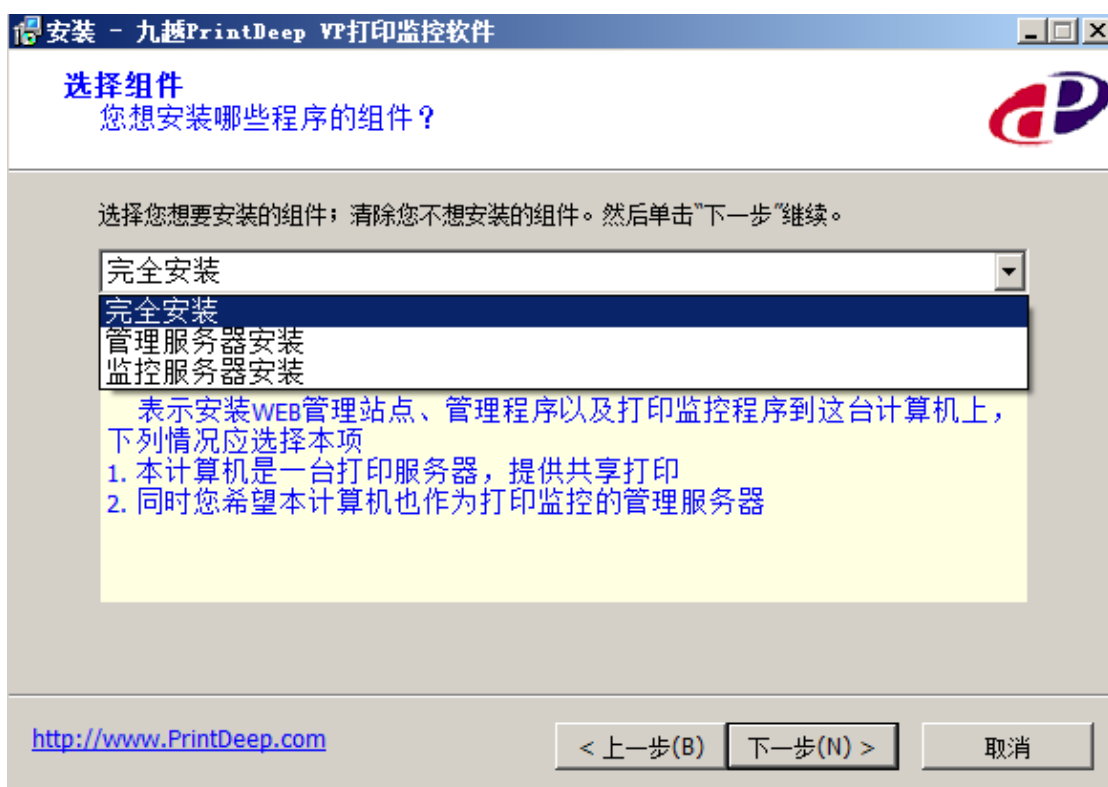 安装 - 九越PrintDeep VP打印监控软件
选择组件
您想安装哪些程序的组件？
选择您想要安装的组件；清除您不想安装的组件。然后单击"下一步"继续。
完全安装
完全安装
管理服务器安装
监控服务器安装
表示安装WEB管理站点、管理程序以及打印监控程序到这台计算机上，
下列情况应选择本项
1. 本计算机是一台打印服务器，提供共享打印
2. 同时您希望本计算机也作为打印监控的管理服务器
http://www.PrintDeep.com
< 上一步(B)
下一步(N) >
取消